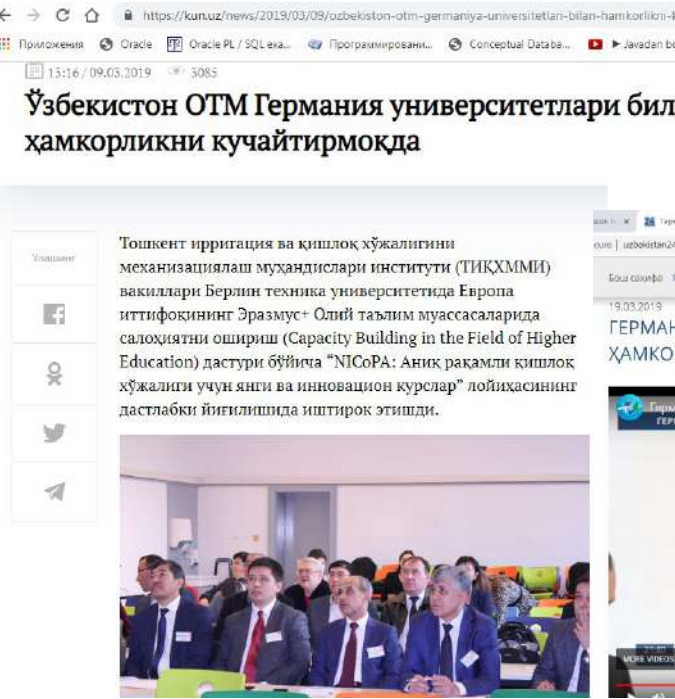 https://kun.uz/news/2019/03/09/ozbekiston-otm-germaniya-universitetlari-bilan-hamkorlikni-k
Приложения Oracle Oracle PL / SQL exa... Программировани... Conceptual Databa... Javadan bo
13:16 / 09.03.2019 3085
Ўзбекистон ОТМ Германия университетлари бил
ҳамкорликни кучайтирмоқда
Улашинг
Тошкент ирригация ва қишлоқ хўжалигини
механизациялаш муҳандислари институти (ТИҚХММИ)
вакиллари Берлин техника университетида Европа
иттифоқининг Эразмус+ Олий таълим муассасаларида
салоҳиятни ошириш (Capacity Building in the Field of Higher
Education) дастури бўйича “NICoPA: Аниқ рақамли қишлоқ
хўжалиги учун янги ва инновацион курслар” лойиҳасининг
дастлабки йиғилишида иштирок этишди.
uzbekistan24
Бош саҳифа
19.03.2019
ГЕРМАН
ҲАМКО
MORE VIDEOS